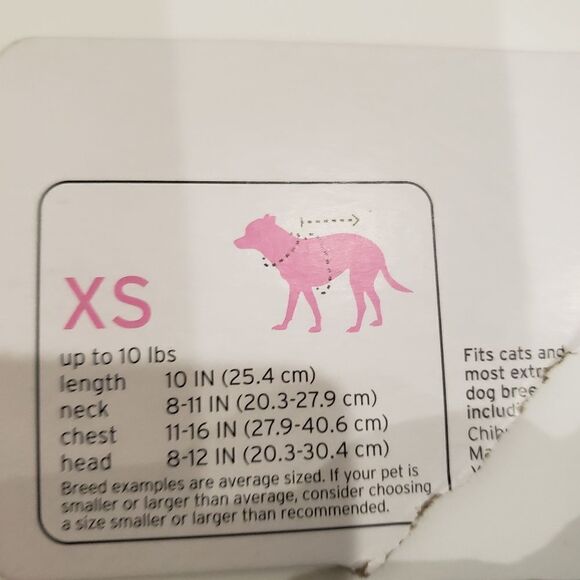 XS
up to 10 lbs
length 10 IN (25.4 cm)
neck 8-11 IN (20.3-27.9 cm)
chest 11-16 IN (27.9-40.6 cm)
head 8-12 IN (20.3-30.4 cm)
Breed examples are average sized. If your pet is
smaller or larger than average, consider choosing
a size smaller or larger than recommended.
Fits cats and
most
dog